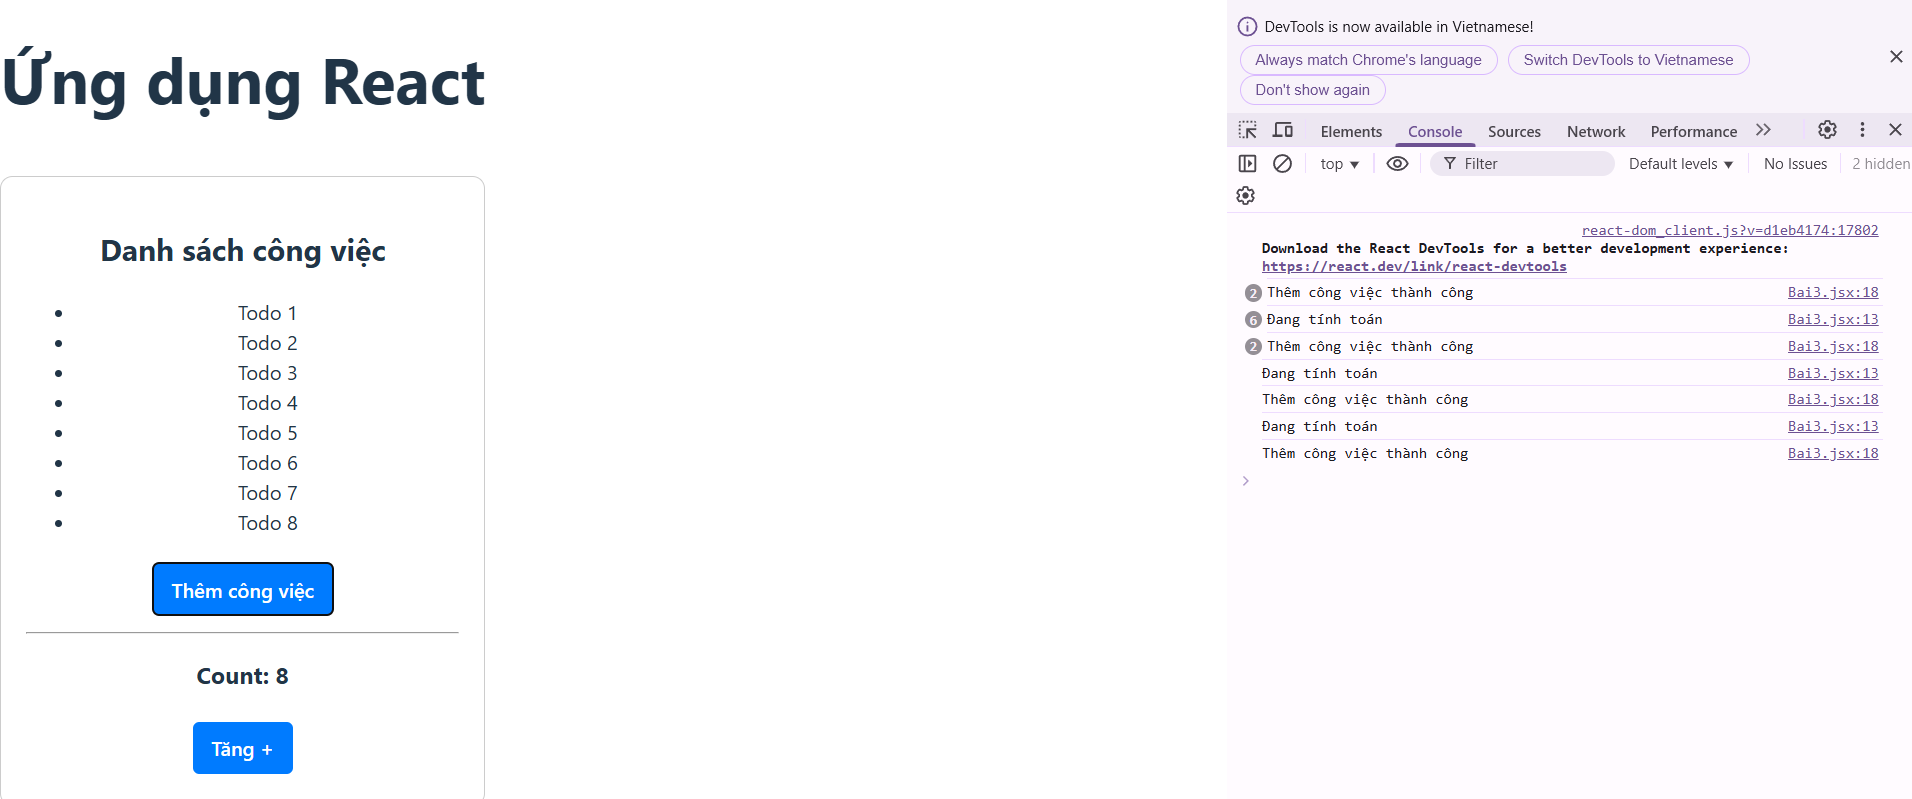 Ứng dụng React
Danh sách công việc
Todo 1
Todo 2
Todo 3
Todo 4
Todo 5
Todo 6
Todo 7
Todo 8
Thêm công việc
Count: 8
Tăng +
DevTools is now available in Vietnamese!
Always match Chrome's language
Switch DevTools to Vietnamese
Don't show again
Elements Console Sources Network Performance
top Filter Default levels No Issues 2 hidden
react-dom_client.js?v=d1eb4174:17802
Download the React DevTools for a better development experience:
https://react.dev/link/react-devtools
2 Thêm công việc thành công Bai3.jsx:18
6 Đang tính toán Bai3.jsx:13
2 Thêm công việc thành công Bai3.jsx:18
Đang tính toán Bai3.jsx:13
Thêm công việc thành công Bai3.jsx:18
Đang tính toán Bai3.jsx:13
Thêm công việc thành công Bai3.jsx:18